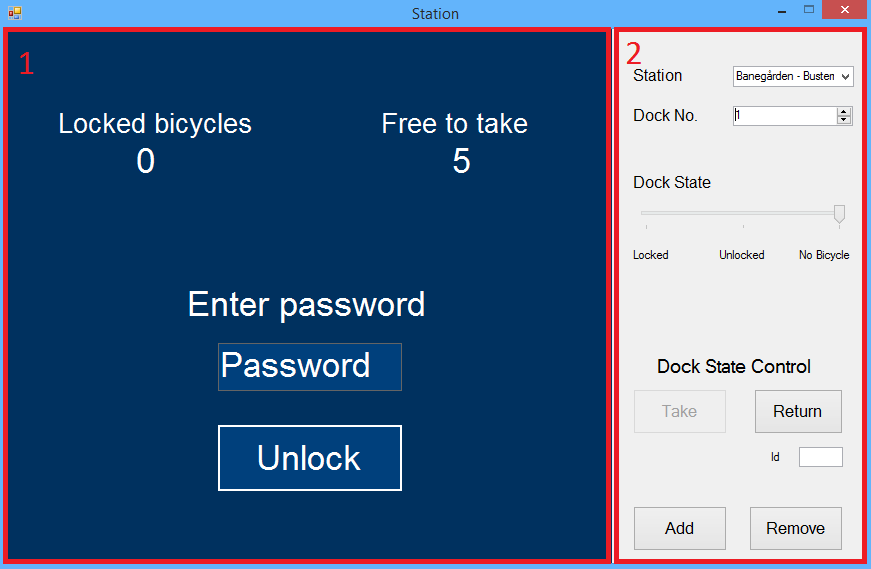 Station
1
Locked bicycles
0
Free to take
5
Enter password
Password
Unlock
2
Station
Banegården - Busterr
Dock No.
1
Dock State
Locked Unlocked No Bicycle
Dock State Control
Take Return
Id
Add Remove